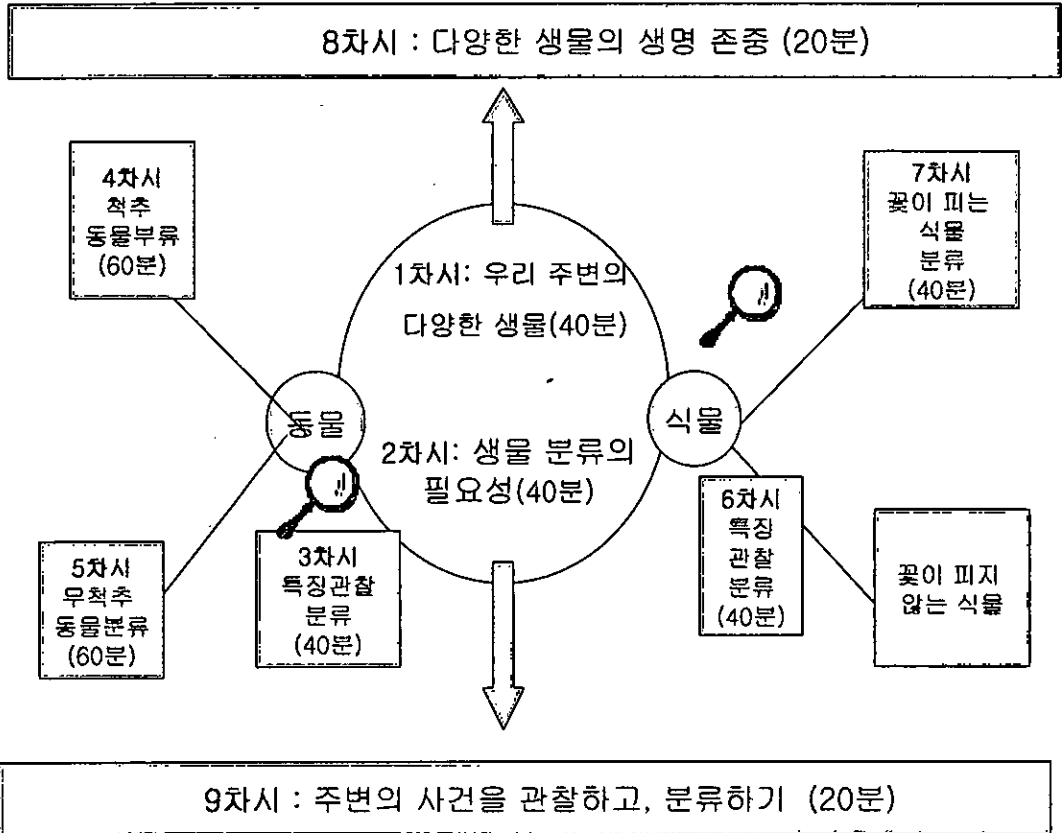 8차시 : 다양한 생물의 생명 존중 (20분)
4차시
척추
동물부류
(60분)
7차시
꽃이 피는
식물
분류
(40분)
1차시: 우리 주변의
다양한 생물(40분)
동물
식물
2차시: 생물 분류의
필요성(40분)
5차시
무척추
동물분류
(60분)
3차시
특징관찰
분류
(40분)
6차시
특징
관찰
분류
(40분)
꽃이 피지
않는 식물
9차시 : 주변의 사건을 관찰하고, 분류하기 (20분)